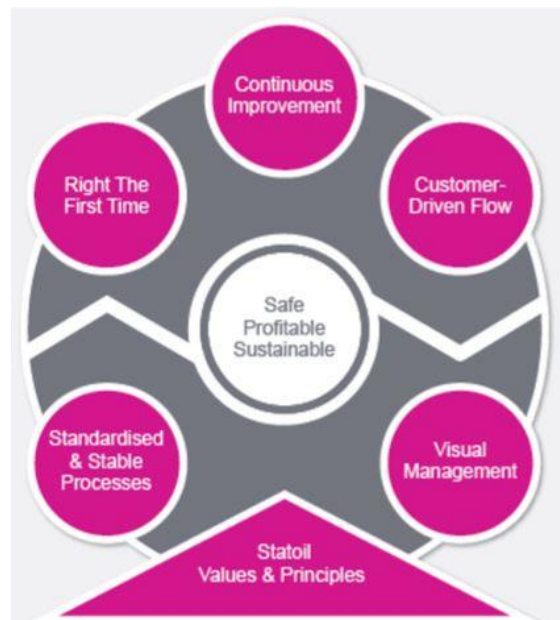 Continuous
Improvement
Right The
First Time
Customer-
Driven Flow
Safe
Profitable
Sustainable
Standardised
& Stable
Processes
Visual
Management
Statoil
Values & Principles